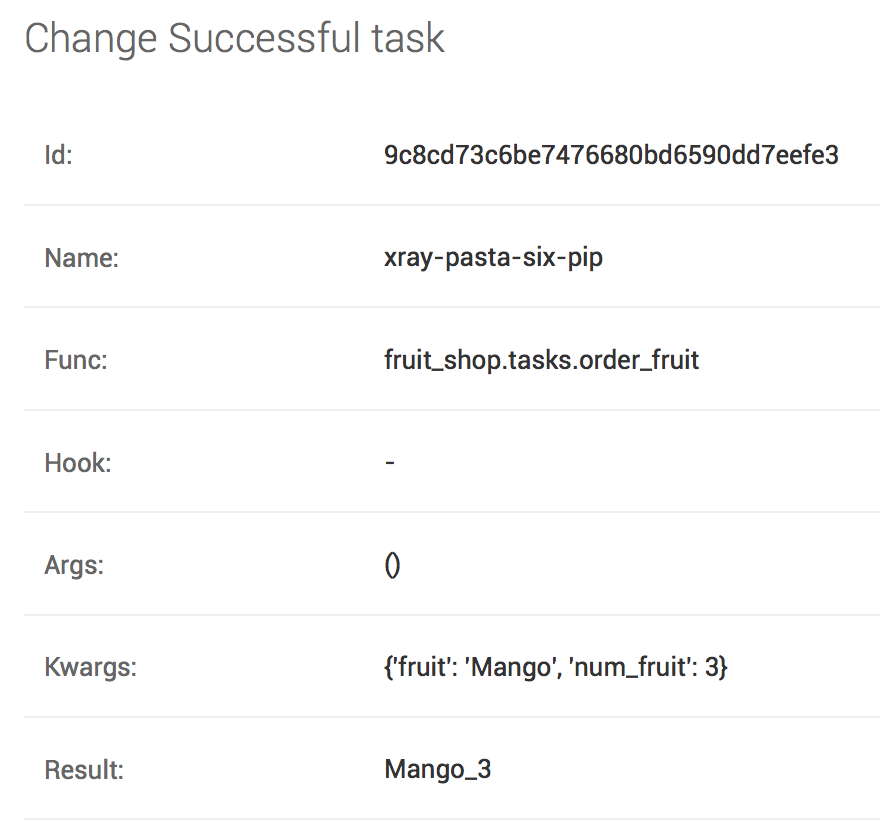 Change Successful task
Id: 9c8cd73c6be7476680bd6590dd7eefe3
Name: xray-pasta-six-pip
Func: fruit_shop.tasks.order_fruit
Hook: -
Args: ()
Kwargs: {'fruit': 'Mango', 'num_fruit': 3}
Result: Mango_3